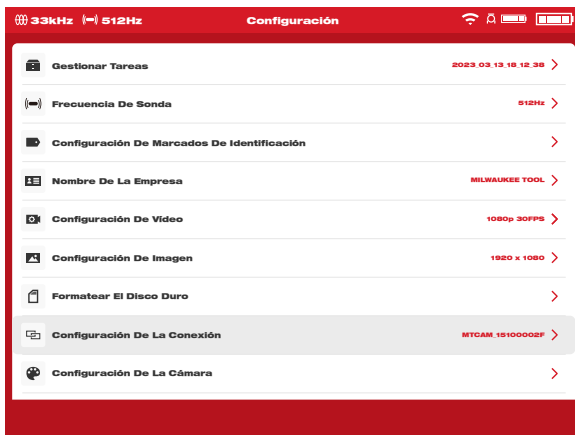 33kHz 512Hz Configuración
Gestionar Tareas 2023_03_13_18_12_38
Frecuencia De Sonda 512Hz
Configuración De Marcados De Identificación
Nombre De La Empresa MILWAUKEE TOOL
Configuración De Vídeo 1080p 30FPS
Configuración De Imagen 1920 x 1080
Formatear El Disco Duro
Configuración De La Conexión MTCAM_15100002F
Configuración De La Cámara